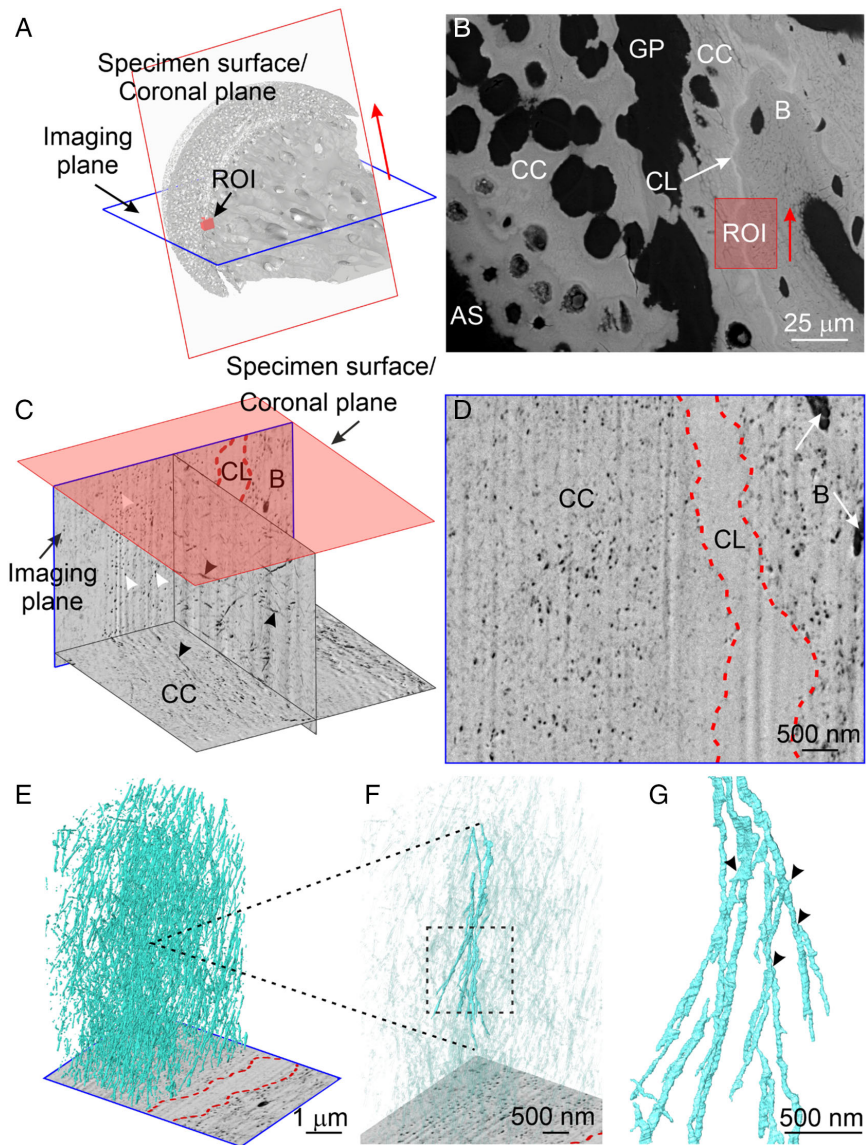 A
Specimen surface/
Coronal plane
Imaging
plane
ROI
B
GP
CC
B
CC
CL
ROI
AS
25 μm
C
Specimen surface/
Coronal plane
CL
B
Imaging
plane
CC
D
CC
B
CL
500 nm
E
1 μm
F
500 nm
G
500 nm